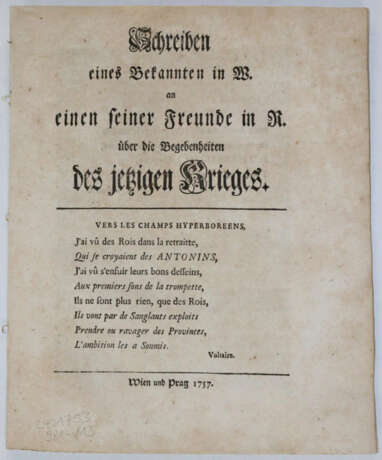 Schreiben
eines Bekannten in W.
an
einen seiner Freunde in R.
über die Begebenheiten
des jetzigen Krieges.
VERS LES CHAMPS HYPERBOREENS,
J'ai vû des Rois dans la retraitte,
Qui se croyaient des ANTONINS,
J'ai vû s'enfuir leurs bons desseins,
Aux premiers sons de la trompette,
Ils ne sont plus rien, que des Rois,
Ils vont par de Sanglants exploits
Prendre ou ravager des Provinces,
L'ambition les a Soumis.
Voltaire.
Wien und Prag 1757.